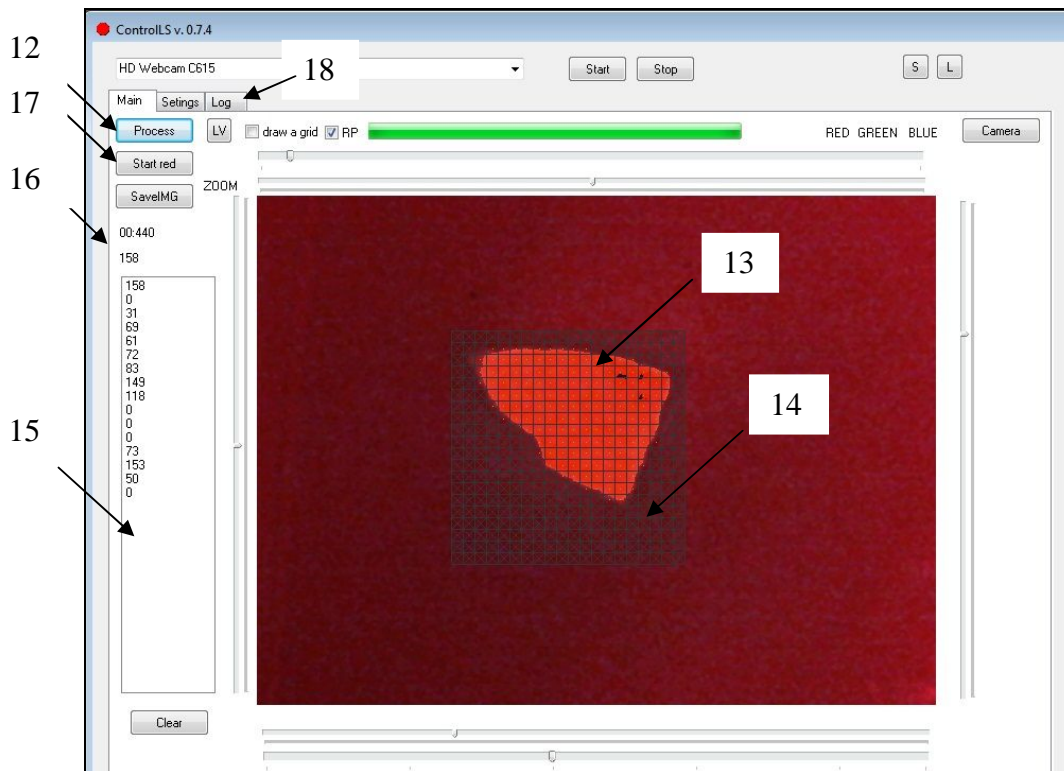 ControlLS v. 0.7.4
12
HD Webcam C615
18
Start Stop
S L
17
Main Setings Log
Process LV draw a grid RP RED GREEN BLUE Camera
Start red
16
SaveIMG ZOOM
00:440
158
13
158
0
31
69
61
72
83
149
118
0
0
0
73
153
50
0
14
15
Clear